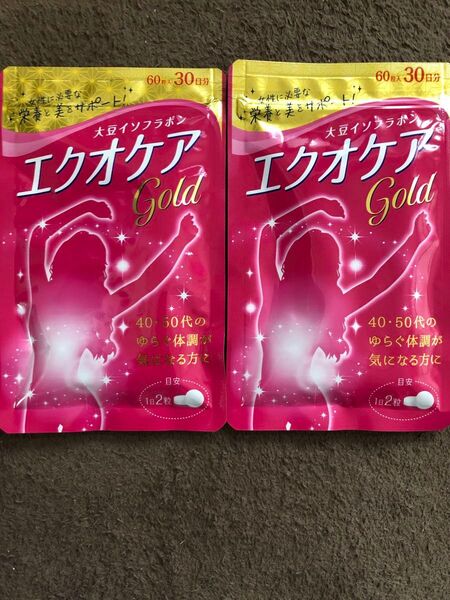 60粒入 30日分
女性に必要な
栄養と美をサポート!
大豆イソフラボン
エクオケア
Gold
40・50代の
ゆらぐ体調が
気になる方に
目安
1日2粒
60粒入 30日分
女性に必要な
栄養と美をサポート!
大豆イソフラボン
エクオケア
Gold
40・50代の
ゆらぐ体調が
気になる方に
目安
1日2粒